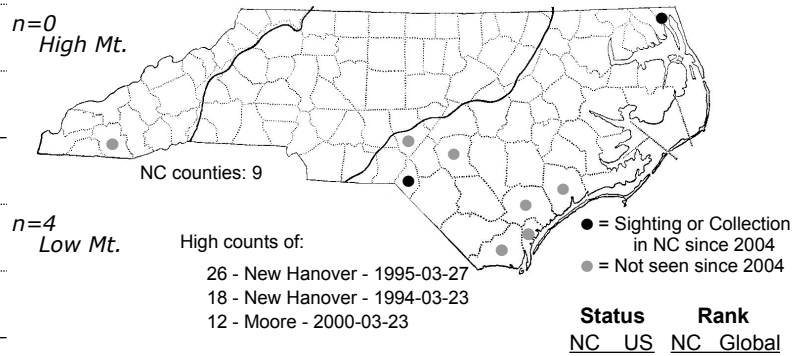 n=0
High Mt.
NC counties: 9
n=4
Low Mt.
High counts of:
26 - New Hanover - 1995-03-27
18 - New Hanover - 1994-03-23
12 - Moore - 2000-03-23
= Sighting or Collection
in NC since 2004
= Not seen since 2004
Status Rank
NC US NC Global